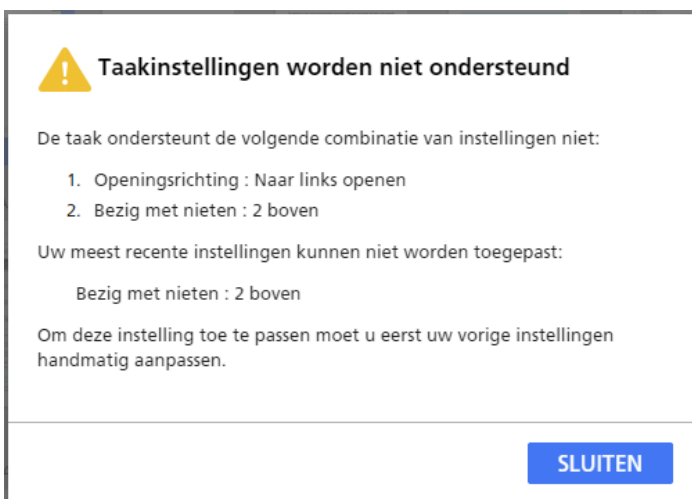 Taakinstellingen worden niet ondersteund
De taak ondersteunt de volgende combinatie van instellingen niet:
1. Openingsrichting : Naar links openen
2. Bezig met nieten : 2 boven
Uw meest recente instellingen kunnen niet worden toegepast:
Bezig met nieten : 2 boven
Om deze instelling toe te passen moet u eerst uw vorige instellingen
handmatig aanpassen.
SLUITEN